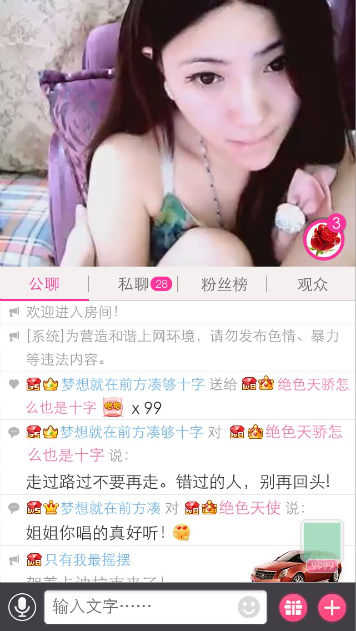 3
公聊 私聊 28 粉丝榜 观众
欢迎进入房间!
[系统]为营造和谐上网环境，请勿发布色情、暴力
等违法内容。
梦想就在前方凑够十字 送给 绝色天骄怎
么也是十字 x 99
梦想就在前方凑够十字 对 绝色天骄怎
么也是十字 说:
走过路过不要再走。错过的人，别再回头!
梦想就在前方凑 对 绝色天使 说:
姐姐你唱的真好听!
只有我最摇摆
输入文字……